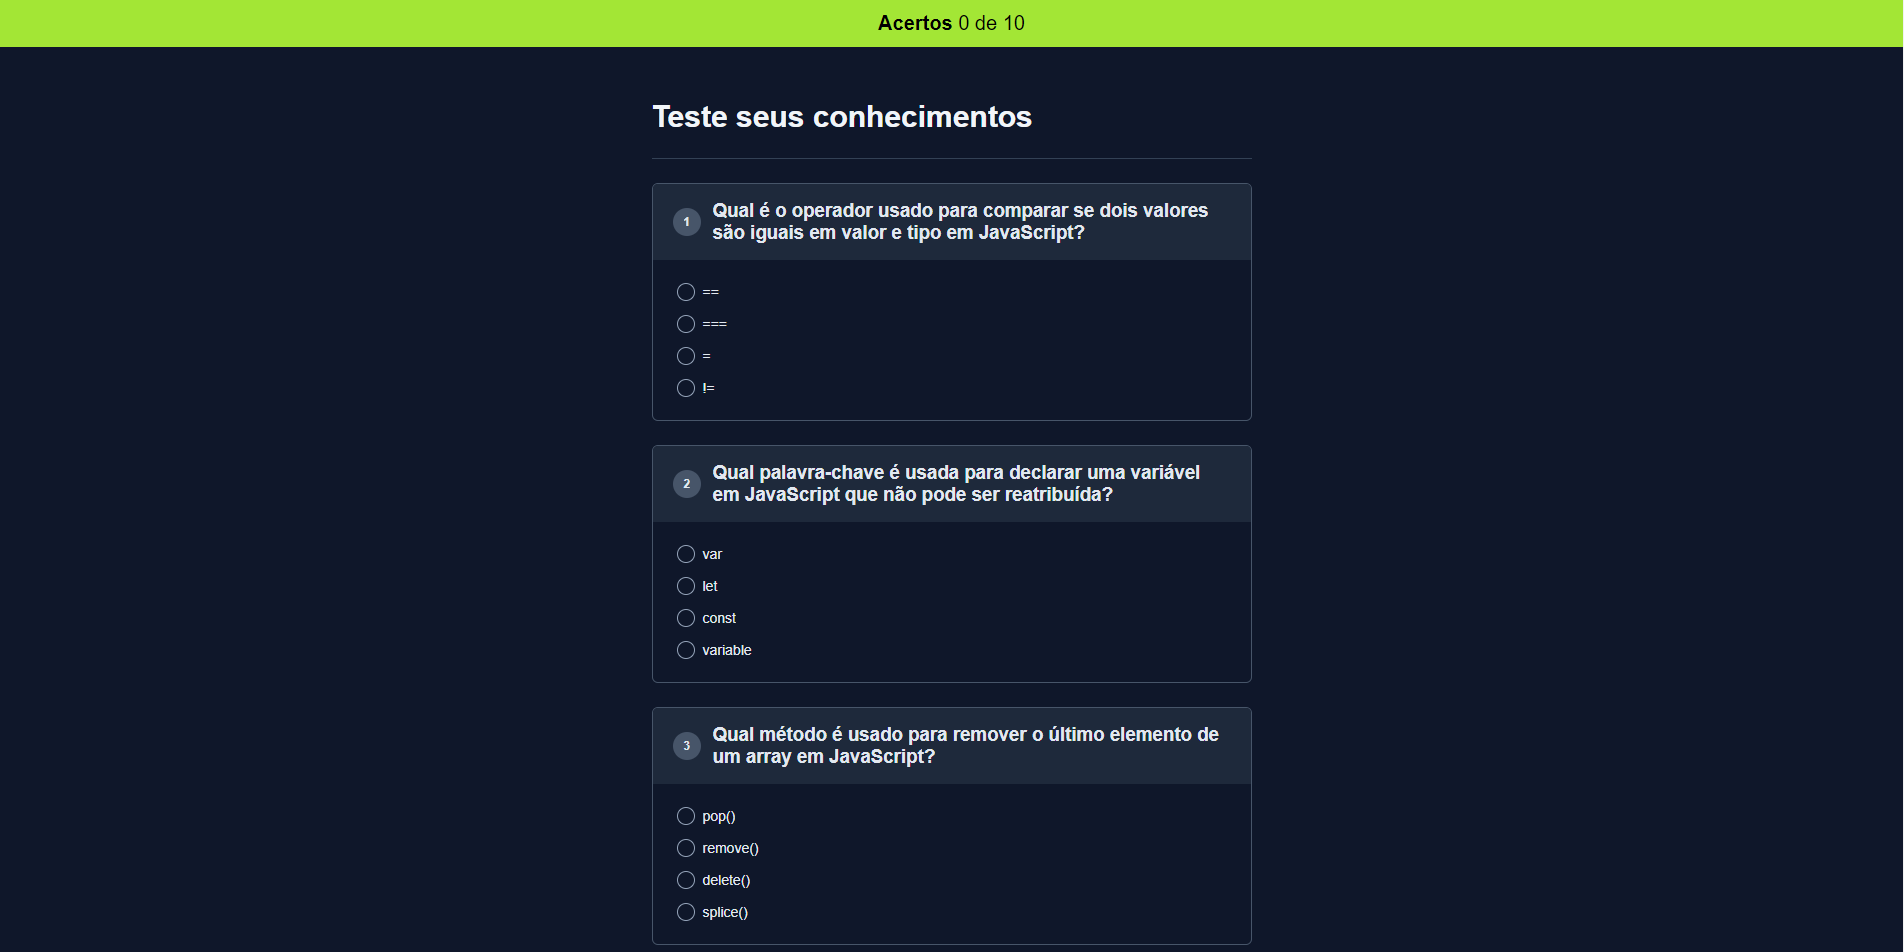 Acertos 0 de 10
Teste seus conhecimentos
1
Qual é o operador usado para comparar se dois valores
são iguais em valor e tipo em JavaScript?
==
===
=
!=
2
Qual palavra-chave é usada para declarar uma variável
em JavaScript que não pode ser reatribuída?
var
let
const
variable
3
Qual método é usado para remover o último elemento de
um array em JavaScript?
pop()
remove()
delete()
splice()